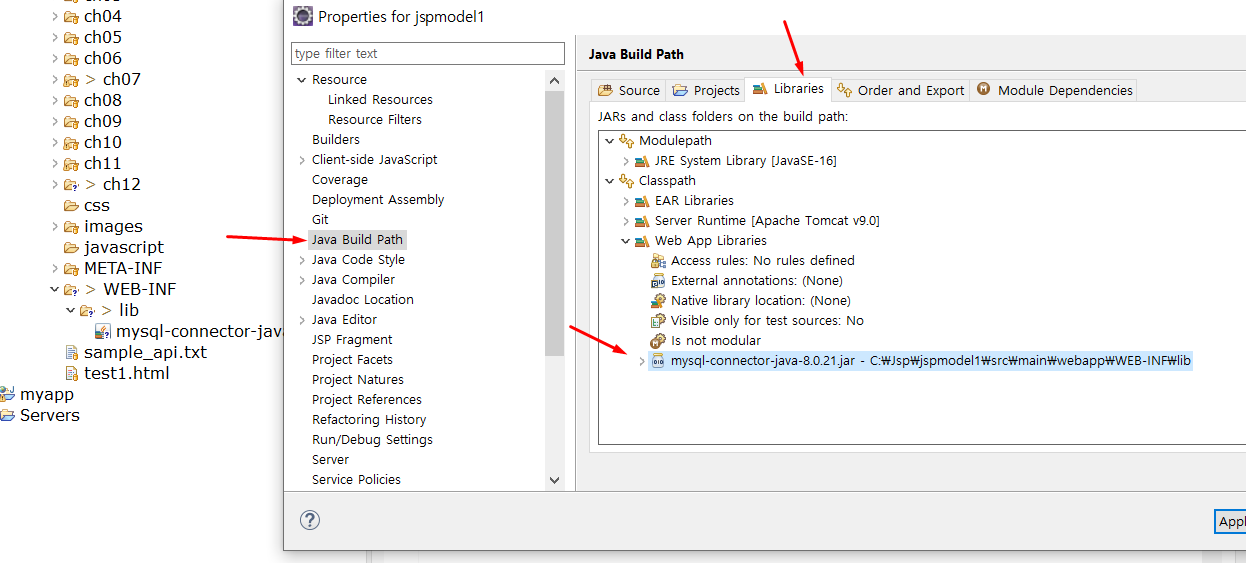 ch04
ch05
ch06
> ch07
ch08
ch09
ch10
ch11
> ch12
css
images
javascript
META-INF
> WEB-INF
> lib
mysql-connector-java
sample_api.txt
test1.html
myapp
Servers
Properties for jspmodel1
type filter text
Resource
Linked Resources
Resource Filters
Builders
Client-side JavaScript
Coverage
Deployment Assembly
Git
Java Build Path
Java Code Style
Java Compiler
Javadoc Location
Java Editor
JSP Fragment
Project Facets
Project Natures
Project References
Refactoring History
Run/Debug Settings
Server
Service Policies
Java Build Path
Source Projects Libraries Order and Export Module Dependencies
JARs and class folders on the build path:
Modulepath
JRE System Library [JavaSE-16]
Classpath
EAR Libraries
Server Runtime [Apache Tomcat v9.0]
Web App Libraries
Access rules: No rules defined
External annotations: (None)
Native library location: (None)
Visible only for test sources: No
Is not modular
mysql-connector-java-8.0.21.jar - C:₩Jsp₩jspmodel1₩src₩main₩webapp₩WEB-INF₩lib
Appl